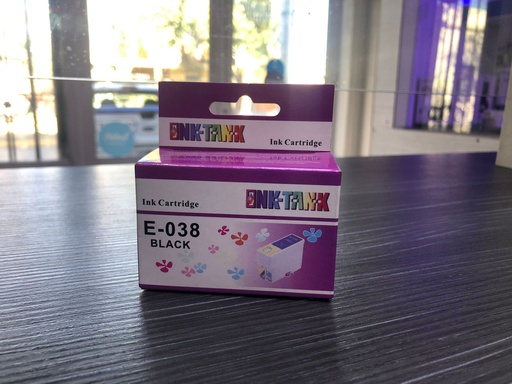 INK-TANK
Ink Cartridge
Ink Cartridge
INK-TANK
E-038
BLACK